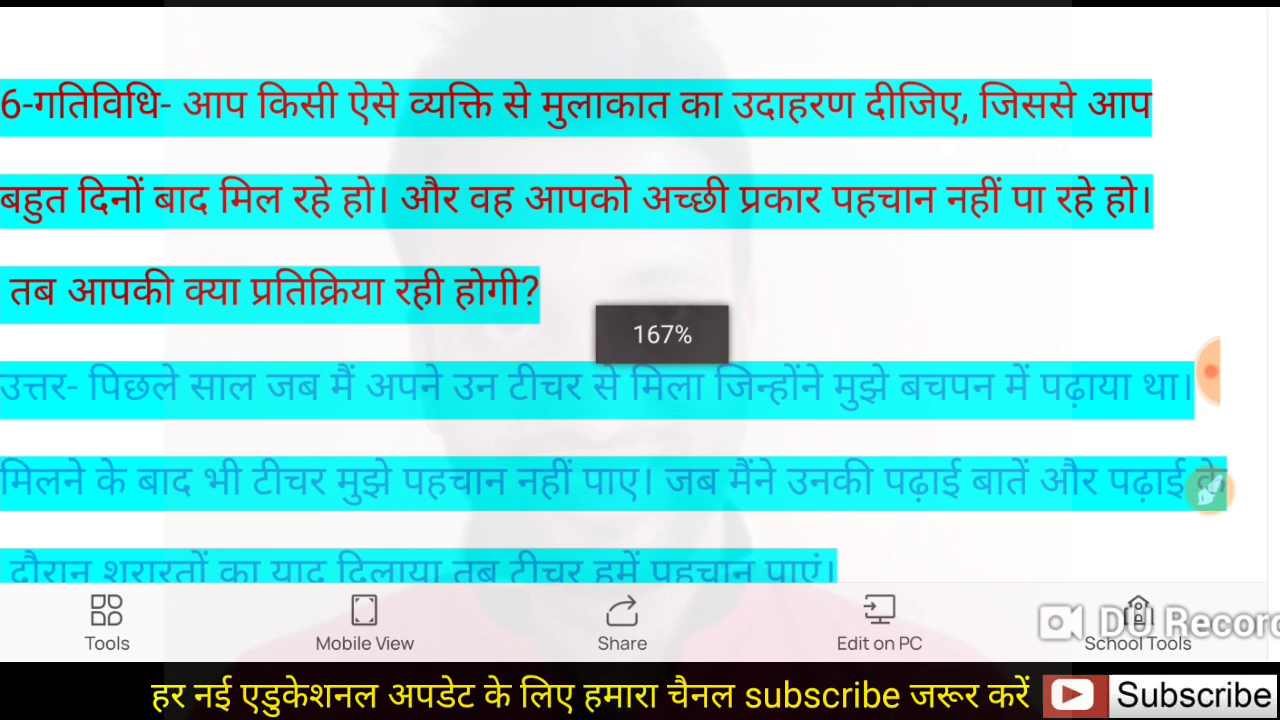 6-गतिविधि- आप किसी ऐसे व्यक्ति से मुलाकात का उदाहरण दीजिए, जिससे आप
बहुत दिनों बाद मिल रहे हो। और वह आपको अच्छी प्रकार पहचान नहीं पा रहे हो।
तब आपकी क्या प्रतिक्रिया रही होगी?
167%
उत्तर- पिछले साल जब मैं अपने उन टीचर से मिला जिन्होंने मुझे बचपन में पढ़ाया था।
मिलने के बाद भी टीचर मुझे पहचान नहीं पाए। जब मैंने उनकी पढ़ाई बातें और पढ़ाई के
दौरान शरारतों का याद दिलाया तब टीचर हमें पहचान पाएं।
Tools Mobile View Share Edit on PC School Tools
DU Recorc
हर नई एडुकेशनल अपडेट के लिए हमारा चैनल subscribe जरूर करें Subscribe